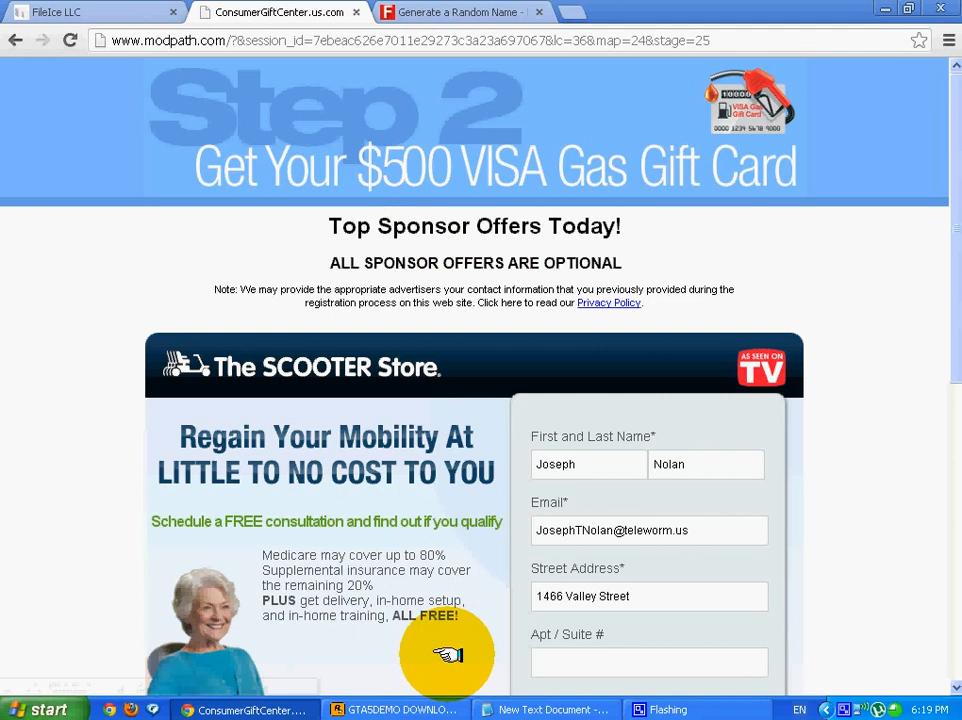 FileIce LLC
ConsumerGiftCenter.us.com
Generate a Random Name -
www.modpath.com/?&session_id=7ebeac626e7011e29273c3a23a697067&lc=36&map=24&stage=25
Step 2
Get Your $500 VISA Gas Gift Card
Top Sponsor Offers Today!
ALL SPONSOR OFFERS ARE OPTIONAL
Note: We may provide the appropriate advertisers your contact information that you previously provided during the
registration process on this web site. Click here to read our Privacy Policy.
The SCOOTER Store.
AS SEEN ON
TV
Regain Your Mobility At
LITTLE TO NO COST TO YOU
Schedule a FREE consultation and find out if you qualify
Medicare may cover up to 80%
Supplemental insurance may cover
the remaining 20%
PLUS get delivery, in-home setup,
and in-home training, ALL FREE!
First and Last Name*
Joseph Nolan
Email*
JosephTNolan@teleworm.us
Street Address*
1466 Valley Street
Apt / Suite #
start
ConsumerGiftCenter....
GTA5DEMO DOWNLO...
New Text Document -...
Flashing
EN
6:19 PM